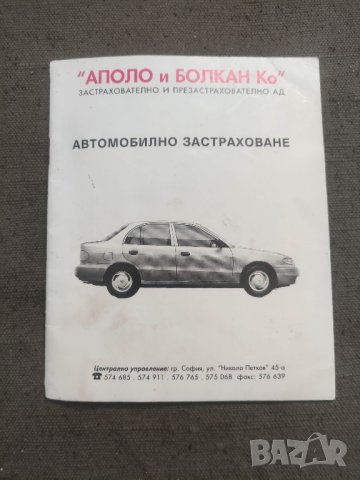 "АПОЛО и БОЛКАН Ко"
ЗАСТРАХОВАТЕЛНО И ПРЕЗАСТРАХОВАТЕЛНО АД
АВТОМОБИЛНО ЗАСТРАХОВАНЕ
Централно управление: гр. София, ул. "Никола Петков" 45-а
☎ 574 685 . 574 911 . 576 765 . 575 068 факс: 576 639
BAZAR